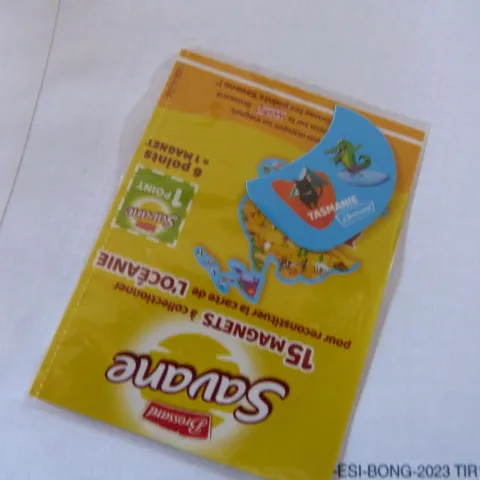 Brossard
Savane
15 MAGNETS à collectionner
pour reconstituer la carte de L'OCÉANIE
Savane
1 POINT
6 points
= 1 MAGNET*
TASMANIE
Brossard
-ESI-BONG-2023 TIR